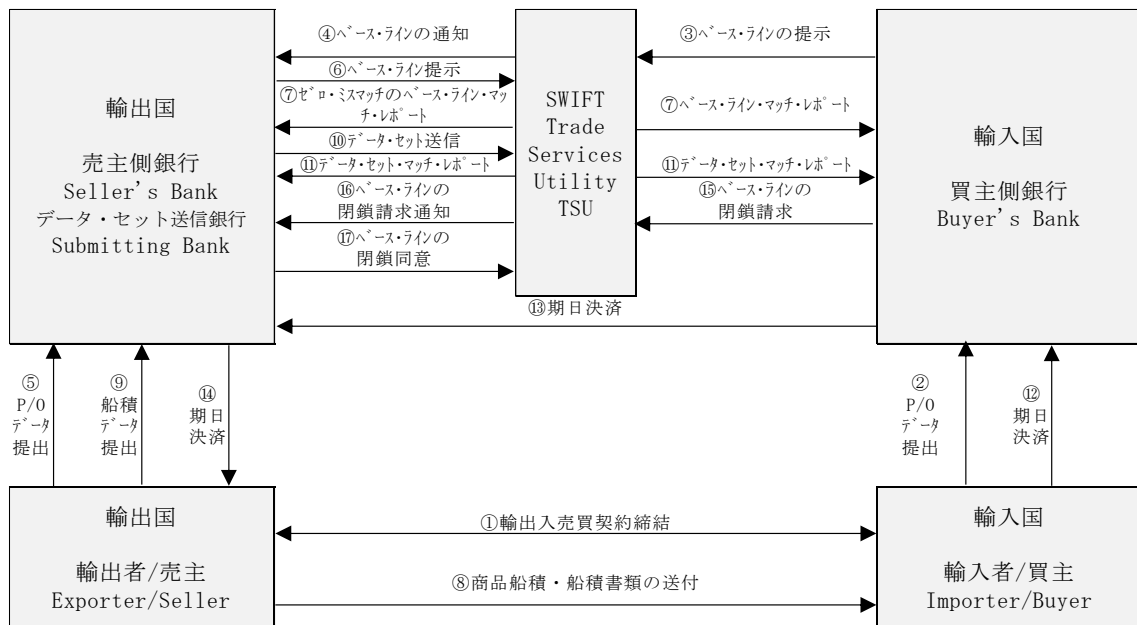 輸出国
売主側銀行
Seller's Bank
データ・セット送信銀行
Submitting Bank
④ﾍﾞｰｽ･ﾗｲﾝの通知
⑥ﾍﾞｰｽ･ﾗｲﾝ提示
⑦ｾﾞﾛ･ﾐｽﾏｯﾁのﾍﾞｰｽ･ﾗｲﾝ･ﾏｯ
ﾁ･ﾚﾎﾟｰﾄ
⑩ﾃﾞｰﾀ･ｾｯﾄ送信
⑪ﾃﾞｰﾀ･ｾｯﾄ･ﾏｯﾁ･ﾚﾎﾟｰﾄ
⑯ﾍﾞｰｽ･ﾗｲﾝの
閉鎖請求通知
⑰ﾍﾞｰｽ･ﾗｲﾝの
閉鎖同意
SWIFT
Trade
Services
Utility
TSU
③ﾍﾞｰｽ･ﾗｲﾝの提示
⑦ﾍﾞｰｽ･ﾗｲﾝ･ﾏｯﾁ･ﾚﾎﾟｰﾄ
⑪ﾃﾞｰﾀ･ｾｯﾄ･ﾏｯﾁ･ﾚﾎﾟｰﾄ
⑮ﾍﾞｰｽ･ﾗｲﾝの
閉鎖請求
輸入国
買主側銀行
Buyer's Bank
⑬期日決済
⑤
P/O
ﾃﾞｰﾀ
提出
⑨
船積
ﾃﾞｰﾀ
提出
⑭
期日
決済
②
P/O
ﾃﾞｰﾀ
提出
⑫
期日
決済
輸出国
輸出者/売主
Exporter/Seller
①輸出入売買契約締結
⑧商品船積・船積書類の送付
輸入国
輸入者/買主
Importer/Buyer